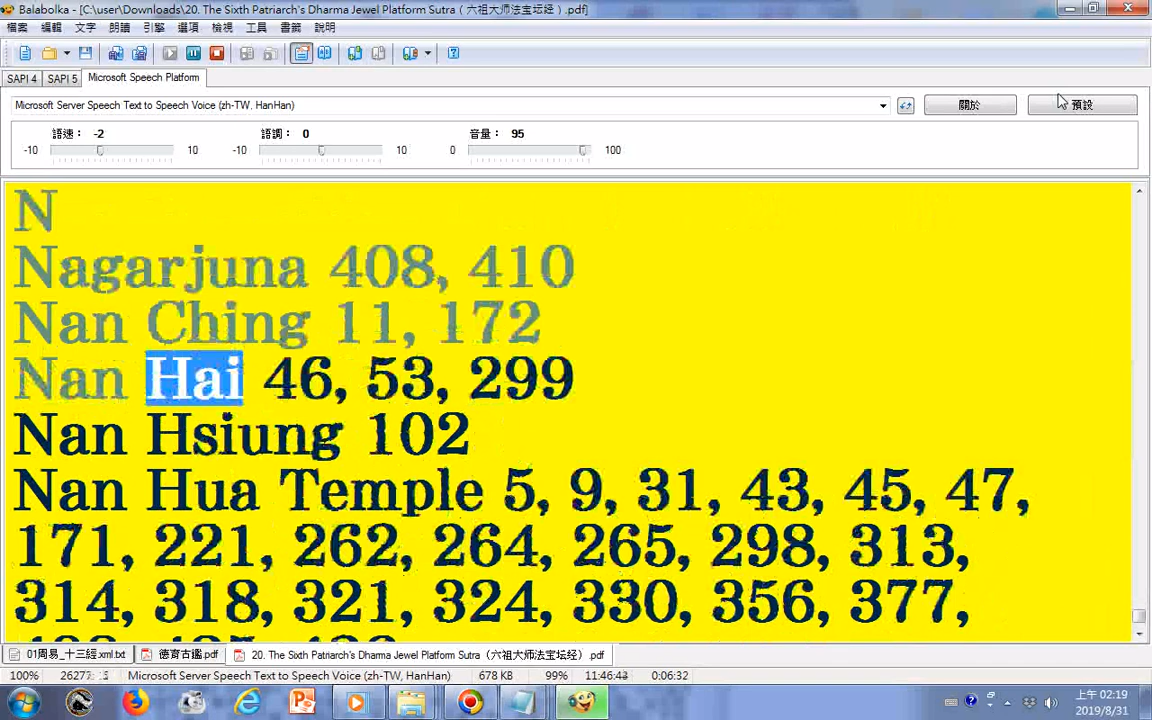 Balabolka - [C:\user\Downloads\20. The Sixth Patriarch's Dharma Jewel Platform Sutra（六祖大师法宝坛经）.pdf]
檔案 編輯 文字 朗讀 引擎 選項 檢視 工具 書籤 說明
SAPI 4 SAPI 5 Microsoft Speech Platform
Microsoft Server Speech Text to Speech Voice (zh-TW, HanHan) 關於 預設
語速： -2 語調： 0 音量： 95
-10 10 -10 10 0 100
N
Nagarjuna 408, 410
Nan Ching 11, 172
Nan Hai 46, 53, 299
Nan Hsiung 102
Nan Hua Temple 5, 9, 31, 43, 45, 47,
171, 221, 262, 264, 265, 298, 313,
314, 318, 321, 324, 330, 356, 377,
01周易_十三經.xml.txt 德育古鑑.pdf 20. The Sixth Patriarch's Dharma Jewel Platform Sutra（六祖大师法宝坛经）.pdf
100% Microsoft Server Speech Text to Speech Voice (zh-TW, HanHan) 678 KB 99% 11:46:43 0:06:32
上午 02:19
2019/8/31